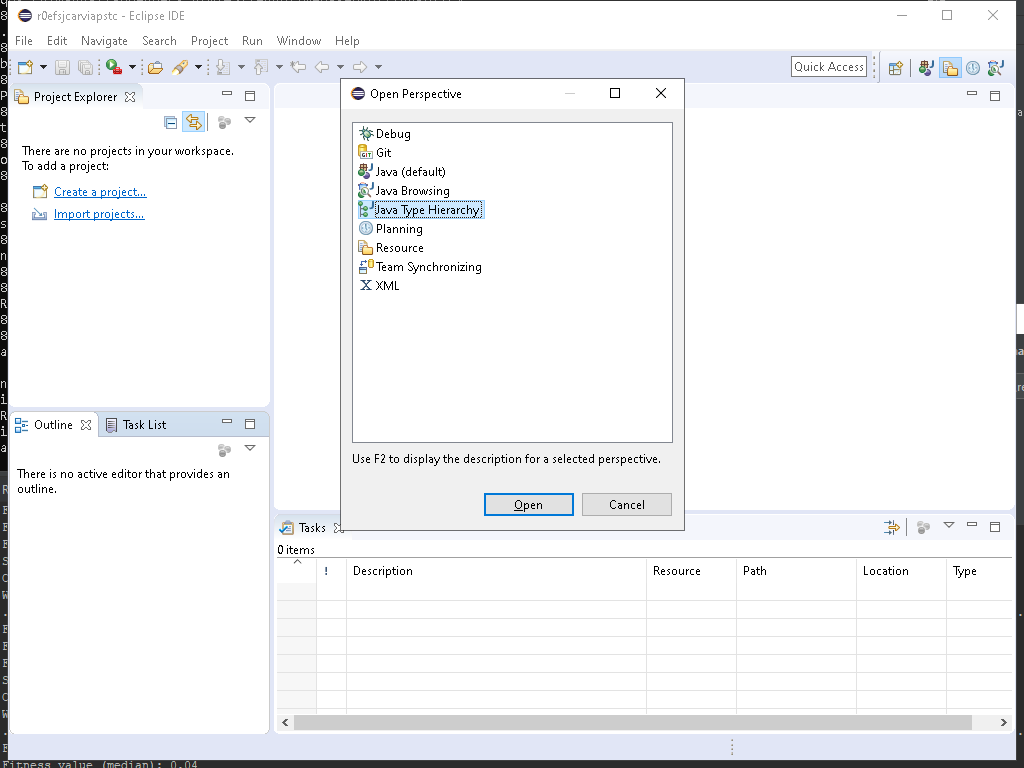 r0efsjcarviapstc - Eclipse IDE
File Edit Navigate Search Project Run Window Help
Quick Access
Project Explorer
There are no projects in your workspace.
To add a project:
Create a project...
Import projects...
Open Perspective
Debug
GIT Git
Java (default)
Java Browsing
Java Type Hierarchy
Planning
Resource
Team Synchronizing
XML
Use F2 to display the description for a selected perspective.
Open Cancel
Outline Task List
There is no active editor that provides an
outline.
Tasks
0 items
! Description Resource Path Location Type
Fitness value (median): 0.04